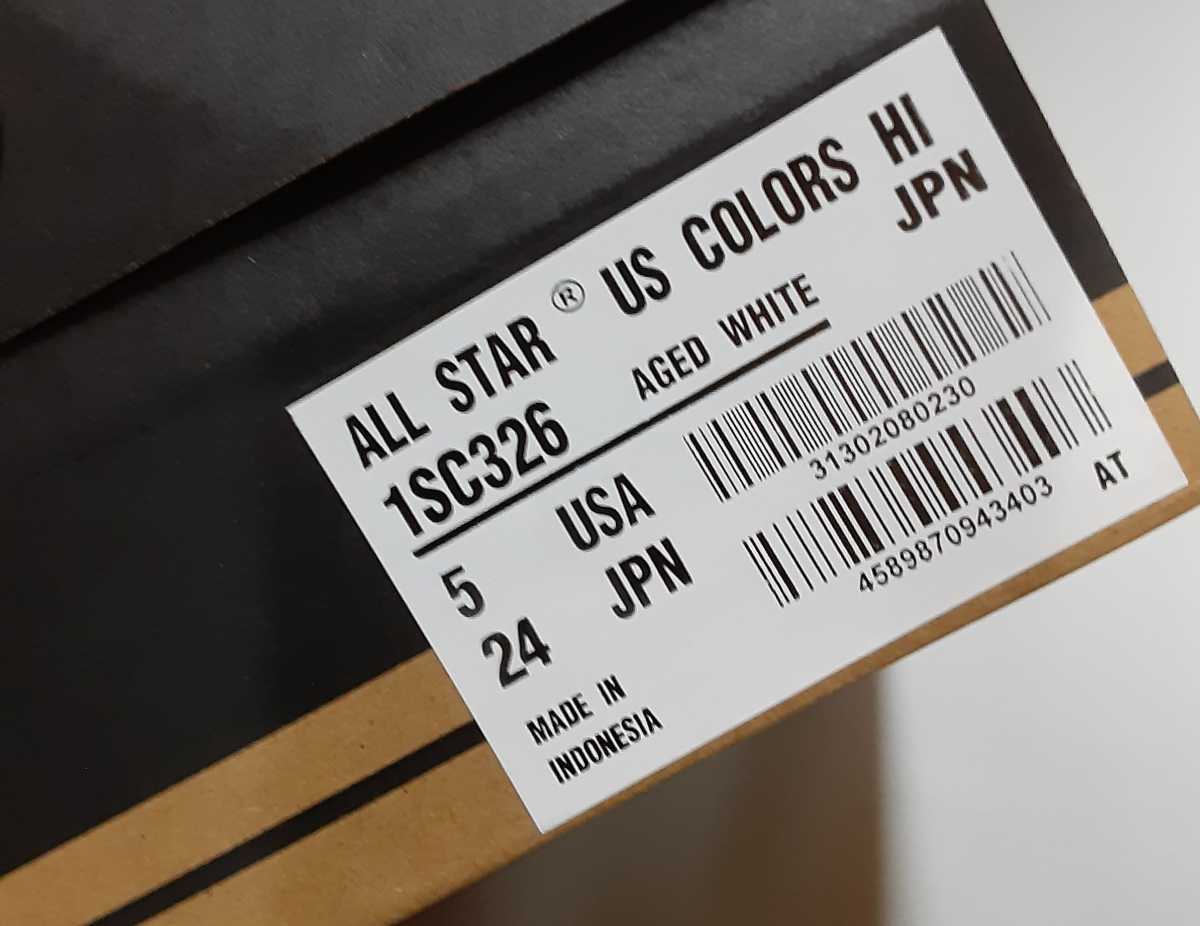 ALL STAR ® US COLORS HI
JPN
1SC326 AGED WHITE
5 USA
24 JPN
31302080230
4589870943403
AT
MADE IN
INDONESIA